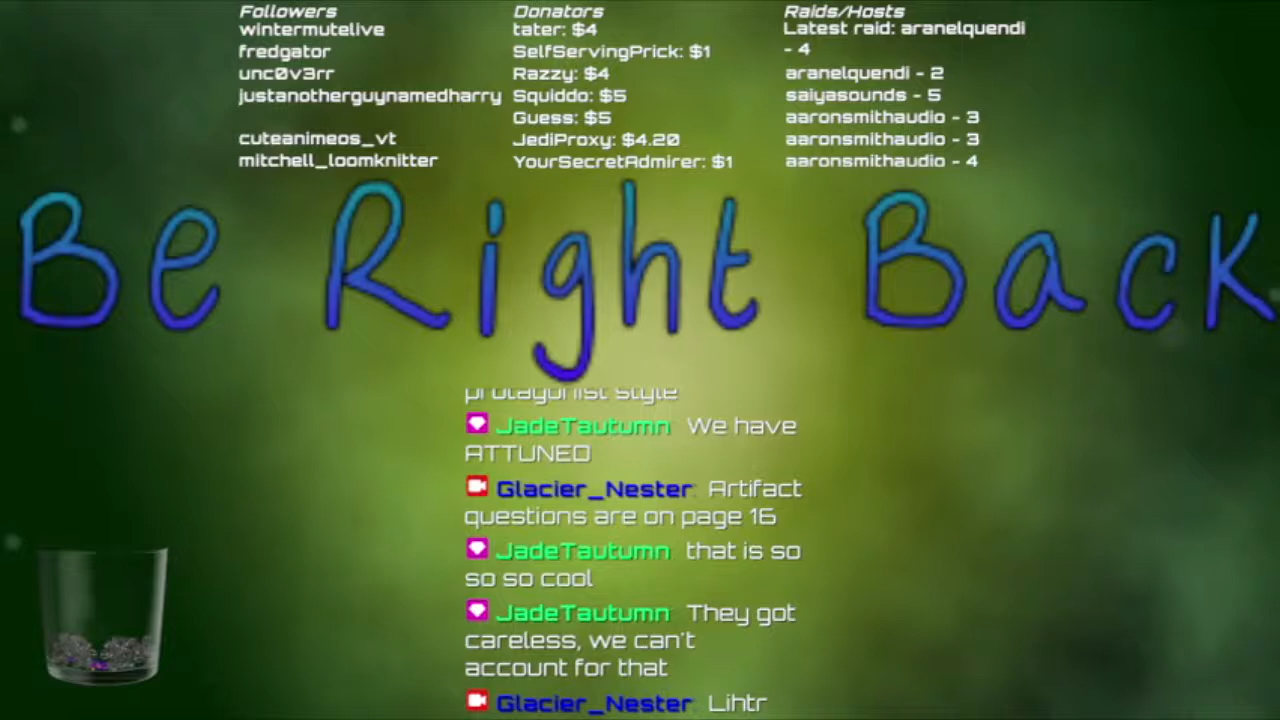 Followers
wintermutelive
fredgator
unc0v3rr
justanotherguynamedharry
cuteanimeos_vt
mitchell_loomknitter
Donators
tater: $4
SelfServingPrick: $1
Razzy: $4
Squiddo: $5
Guess: $5
JediProxy: $4.20
YourSecretAdmirer: $1
Raids/Hosts
Latest raid: aranelquendi
- 4
aranelquendi - 2
saiyasounds - 5
aaronsmithaudio - 3
aaronsmithaudio - 3
aaronsmithaudio - 4
Be Right Back
protagonist style
JadeTautumn We have
ATTUNED
Glacier_Nester: Artifact
questions are on page 16
JadeTautumn that is so
so so cool
JadeTautumn They got
careless, we can't
account for that
Glacier_Nester: Lihtr